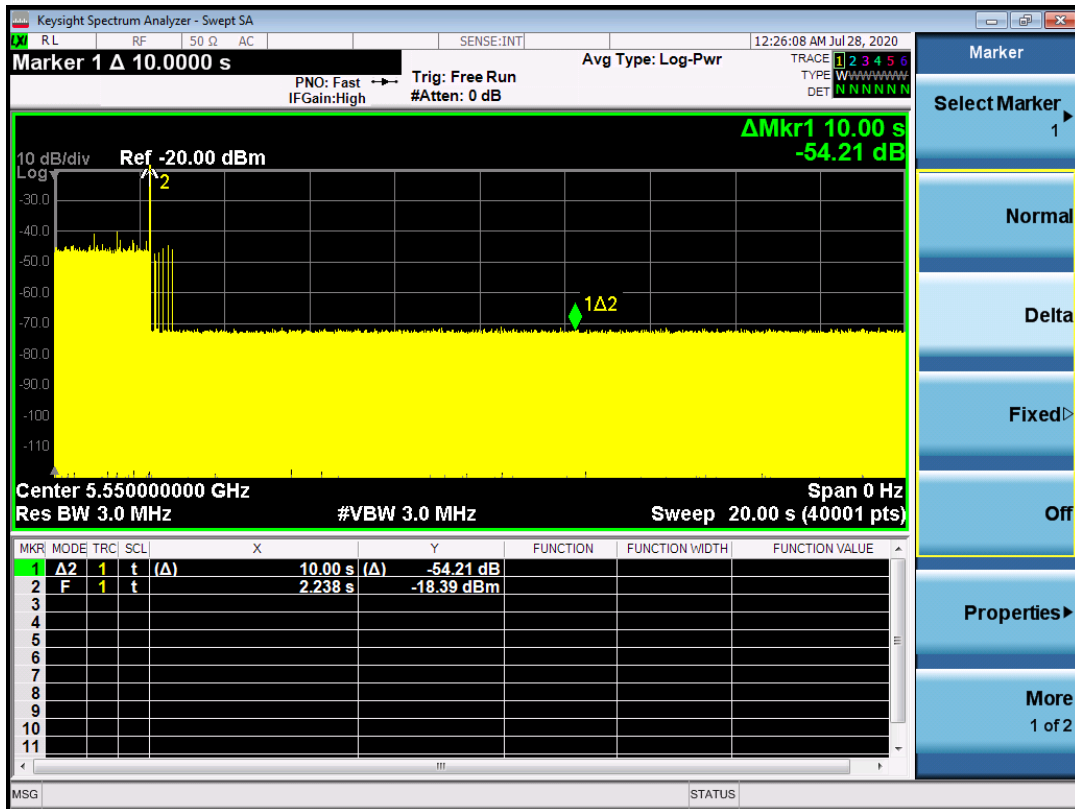 Keysight Spectrum Analyzer - Swept SA
LXI RL RF 50 Ω AC SENSE:INT 12:26:08 AM Jul 28, 2020
Marker 1 Δ 10.0000 s
PNO: Fast
IFGain:High
Trig: Free Run
#Atten: 0 dB
Avg Type: Log-Pwr
TRACE 1 2 3 4 5 6
TYPE W
DET N N N N N N
ΔMkr1 10.00 s
-54.21 dB
10 dB/div Ref -20.00 dBm
Log
2
-30.0
-40.0
-50.0
-60.0
1Δ2
-70.0
-80.0
-90.0
-100
-110
Center 5.550000000 GHz Span 0 Hz
Res BW 3.0 MHz #VBW 3.0 MHz Sweep 20.00 s (40001 pts)
MKR MODE TRC SCL X Y FUNCTION FUNCTION WIDTH FUNCTION VALUE
1 Δ2 1 t (Δ) 10.00 s (Δ) -54.21 dB
2 F 1 t 2.238 s -18.39 dBm
3
4
5
6
7
8
9
10
11
MSG STATUS
Marker
Select Marker
1
Normal
Delta
Fixed
Off
Properties
More
1 of 2